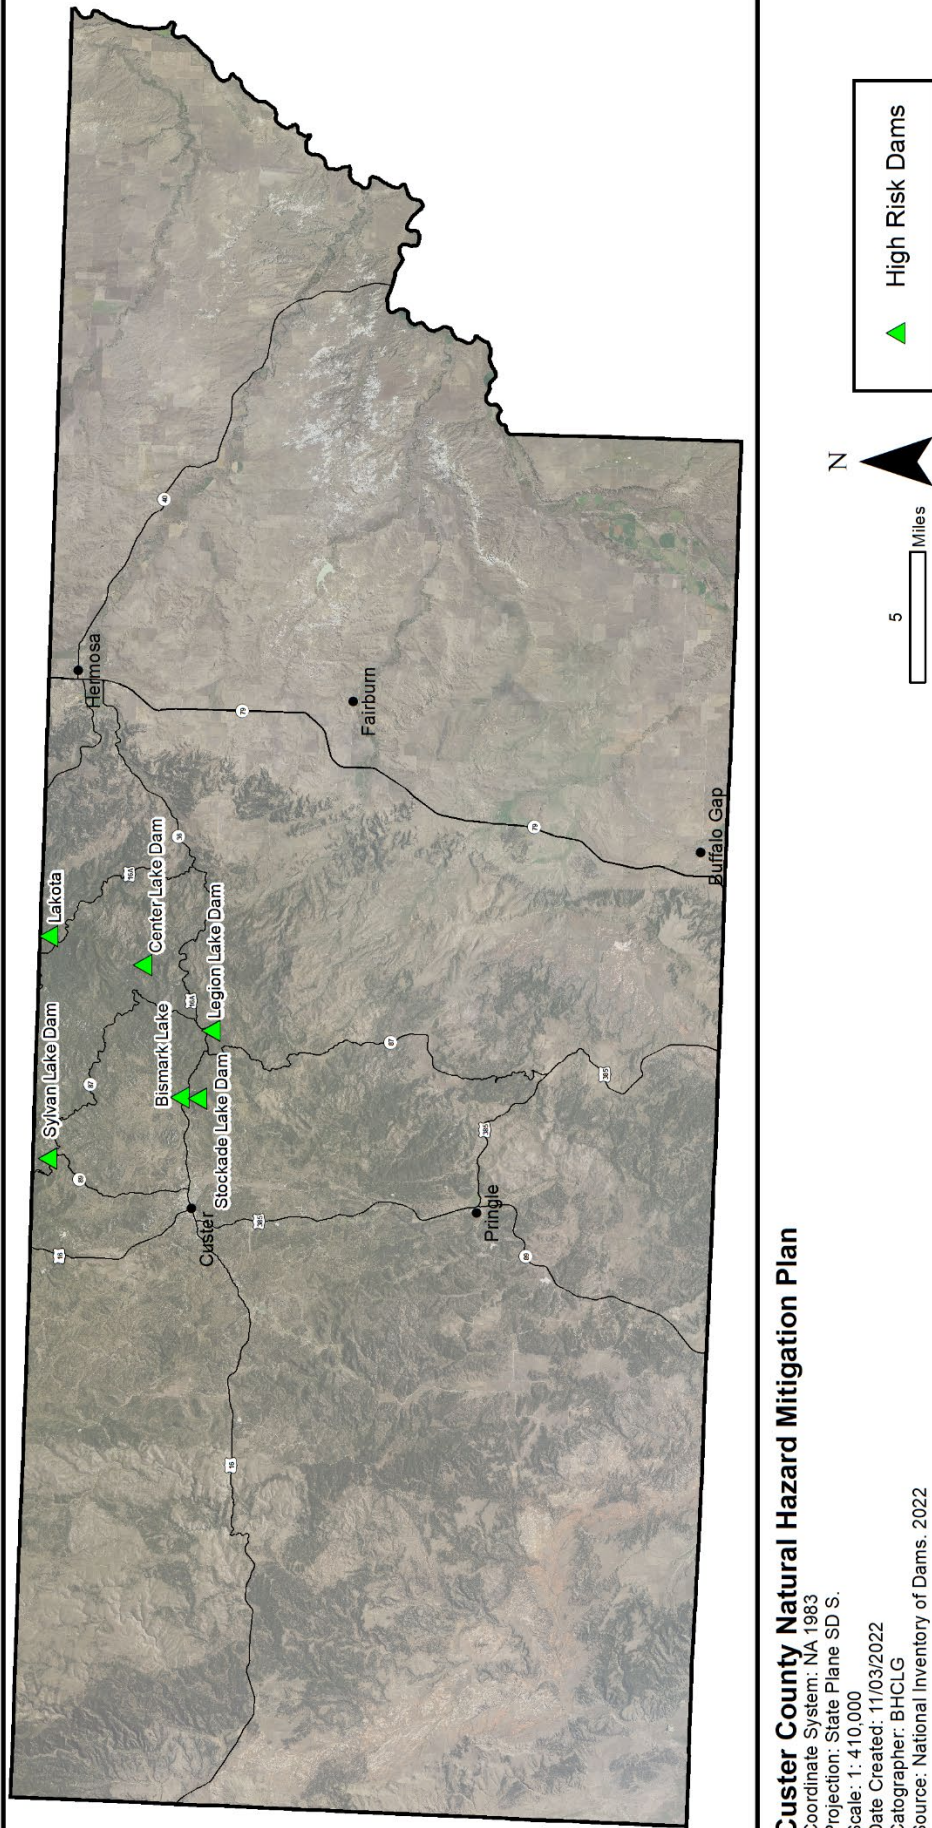 Sylvan Lake Dam
Lakota
Hermosa
16
89
87
16A
Center Lake Dam
36
40
Bismark Lake
16A
Legion Lake Dam
Custer
Stockade Lake Dam
79
385
16
Fairburn
87
Pringle
385
89
79
385
Buffalo Gap
Custer County Natural Hazard Mitigation Plan
Coordinate System: NA 1983
Projection: State Plane SD S.
Scale: 1: 410,000
Date Created: 11/03/2022
Catographer: BHCLG
Source: National Inventory of Dams. 2022
N
5
Miles
High Risk Dams